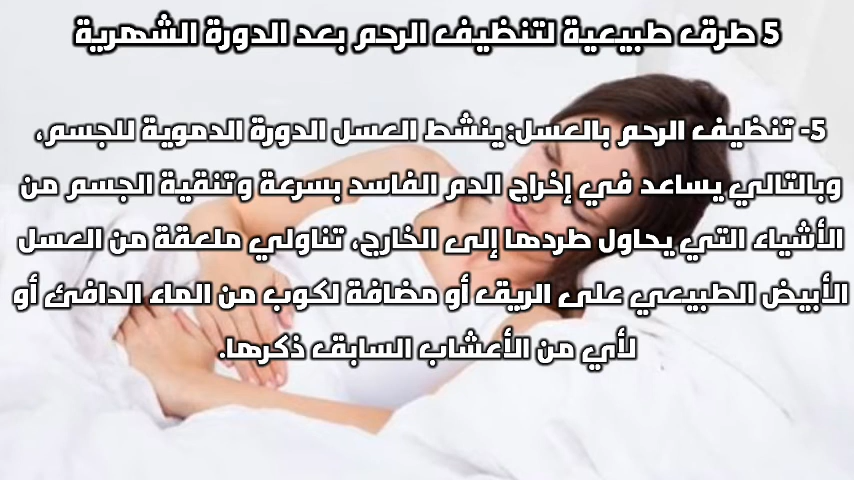 5 طرق طبيعية لتنظيف الرحم بعد الدورة الشهرية
5- تنظيف الرحم بالعسل: ينشط العسل الدورة الدموية للجسم،
وبالتالي يساعد في إخراج الدم الفاسد بسرعة وتنقية الجسم من
الأشياء التي يحاول طردها إلى الخارج، تناولي ملعقة من العسل
الأبيض الطبيعي على الريق أو مضافة لكوب من الماء الدافئ أو
لأي من الأعشاب السابق ذكرها.